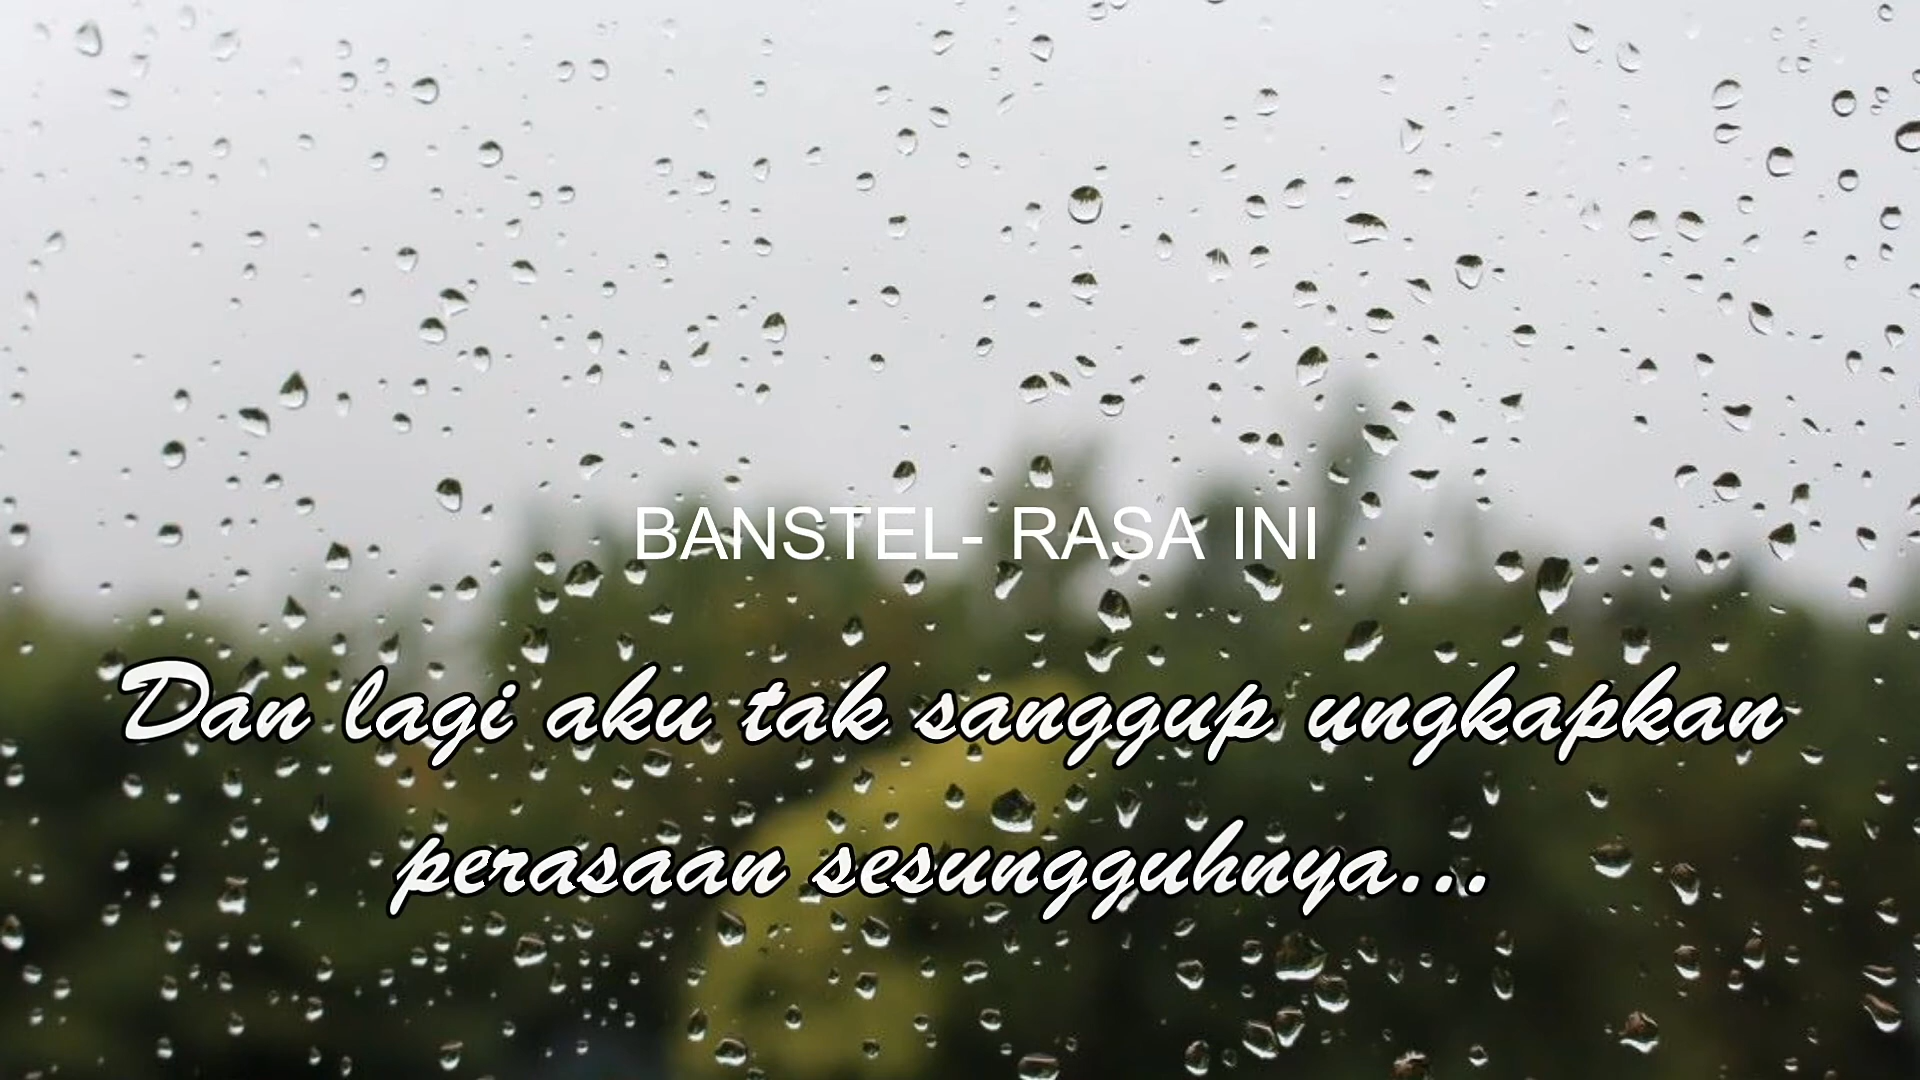 BANSTEL- RASA INI
Dan lagi aku tak sanggup ungkapkan
perasaan sesungguhnya...